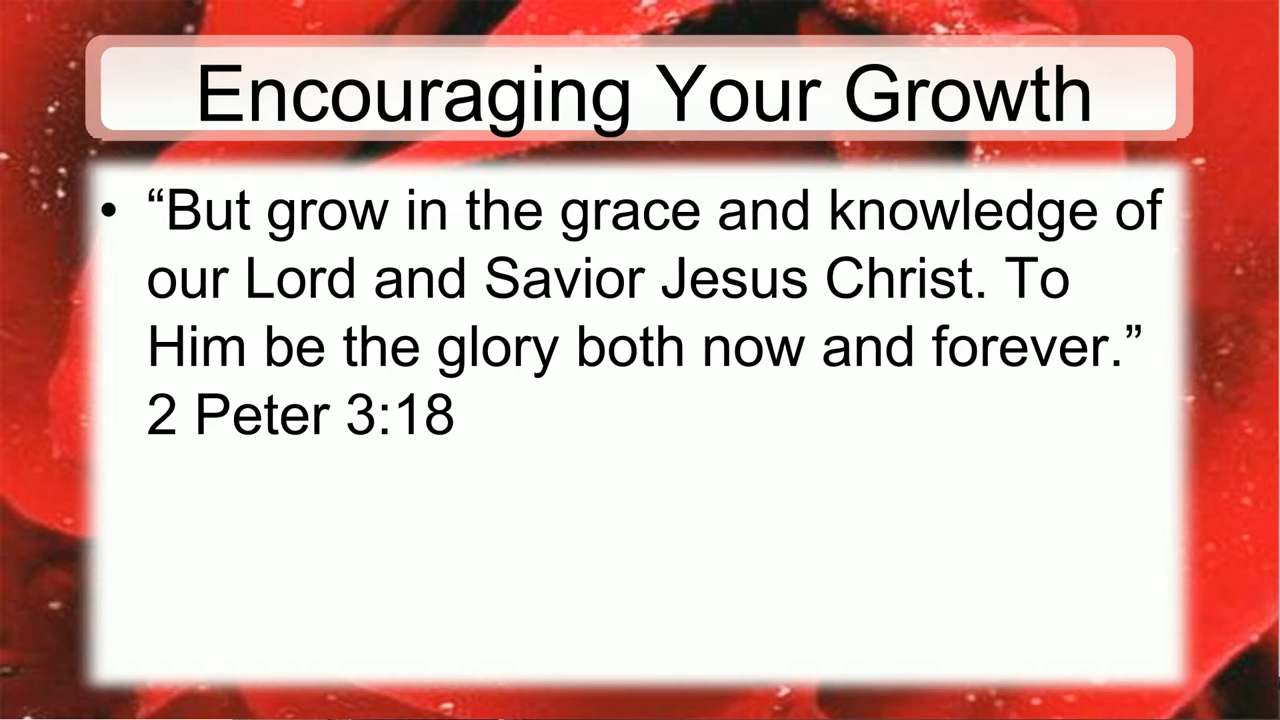 Encouraging Your Growth
• “But grow in the grace and knowledge of
our Lord and Savior Jesus Christ. To
Him be the glory both now and forever.”
2 Peter 3:18